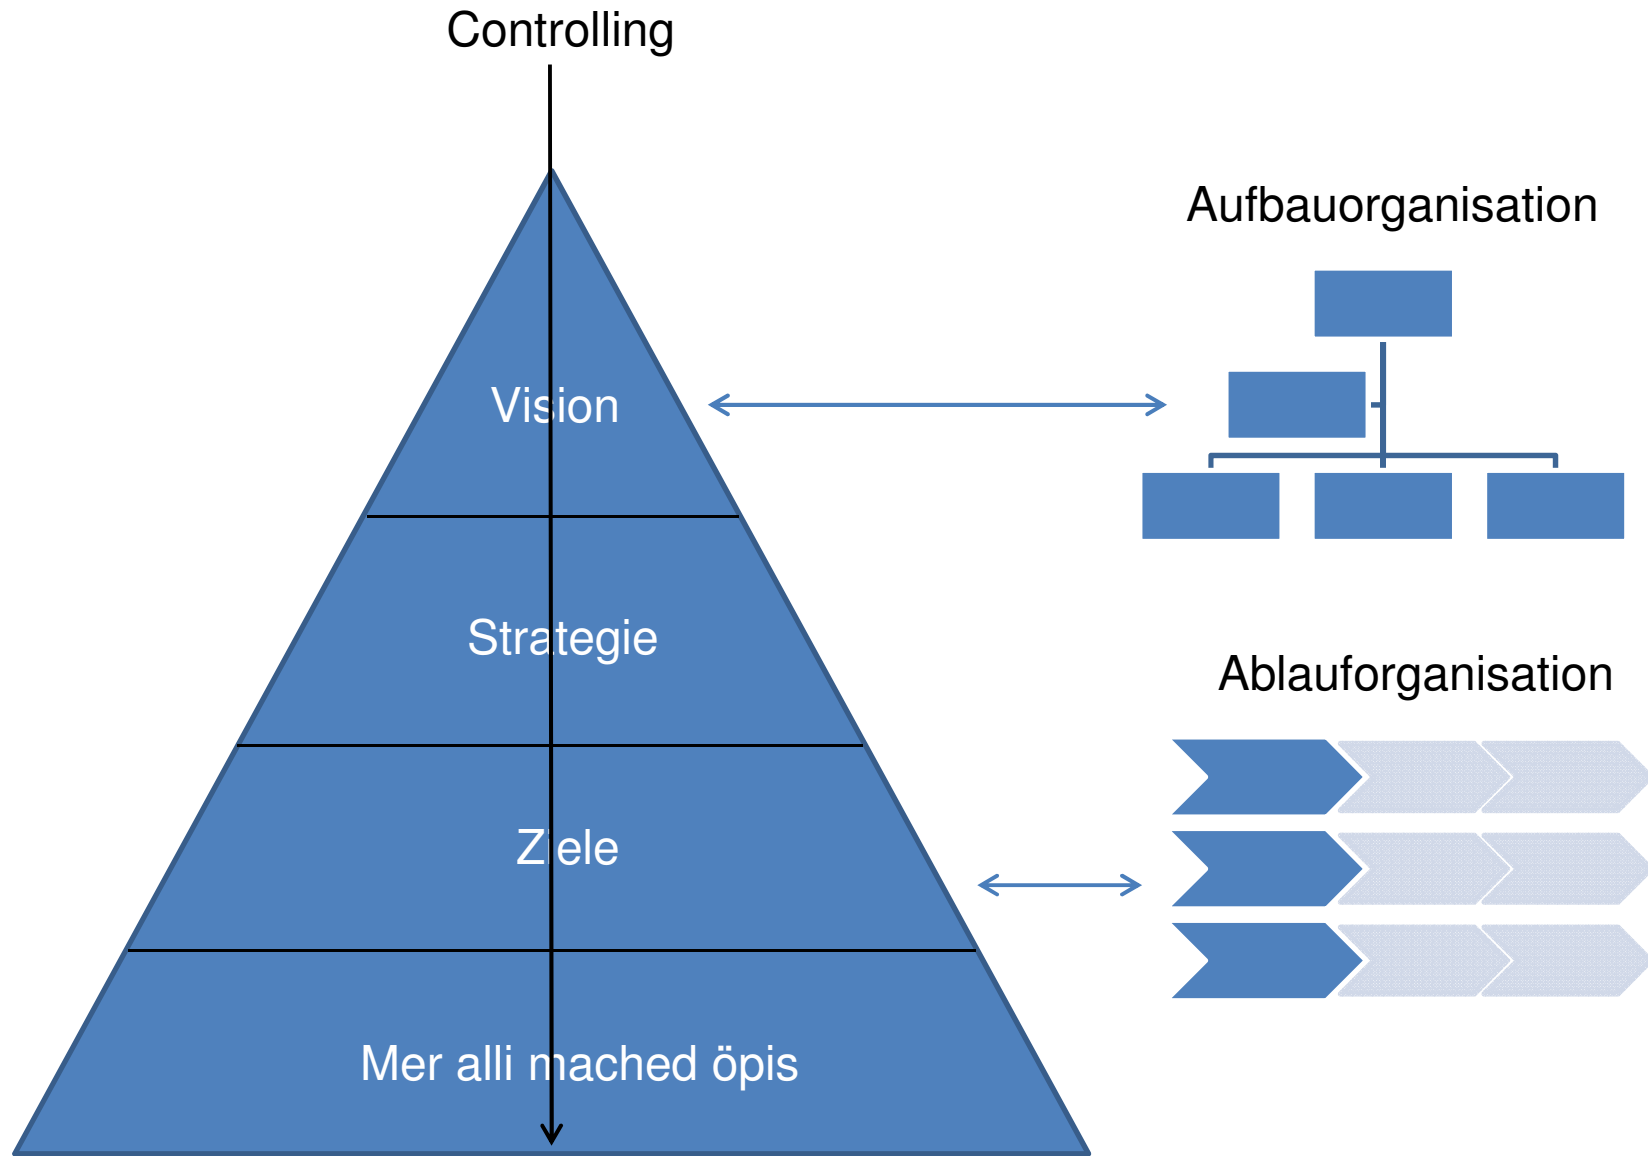 Controlling
Aufbauorganisation
Vision
Strategie
Ablauforganisation
Ziele
Mer alli mached öpis